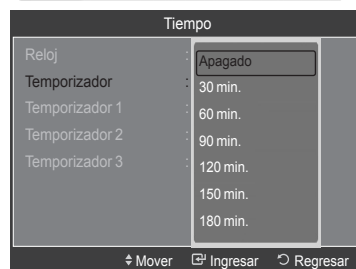 Tiempo
Reloj :
Apagado
Temporizador :
30 min.
Temporizador 1 :
60 min.
Temporizador 2 :
90 min.
Temporizador 3 :
120 min.
150 min.
180 min.
Mover Ingresar Regresar